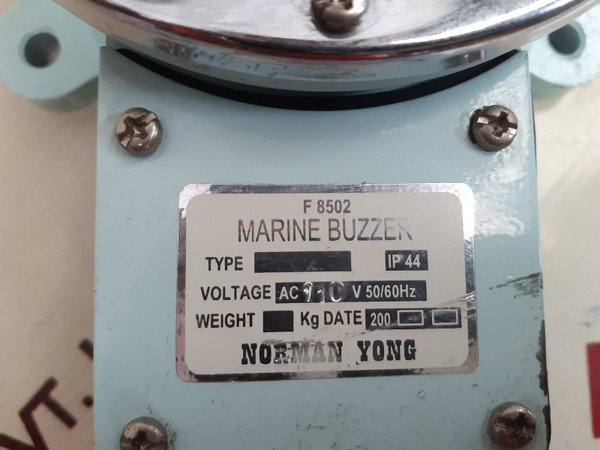 F 8502
MARINE BUZZER
TYPE IP 44
VOLTAGE AC 110 V 50/60Hz
WEIGHT Kg DATE 200
NORMAN YONG